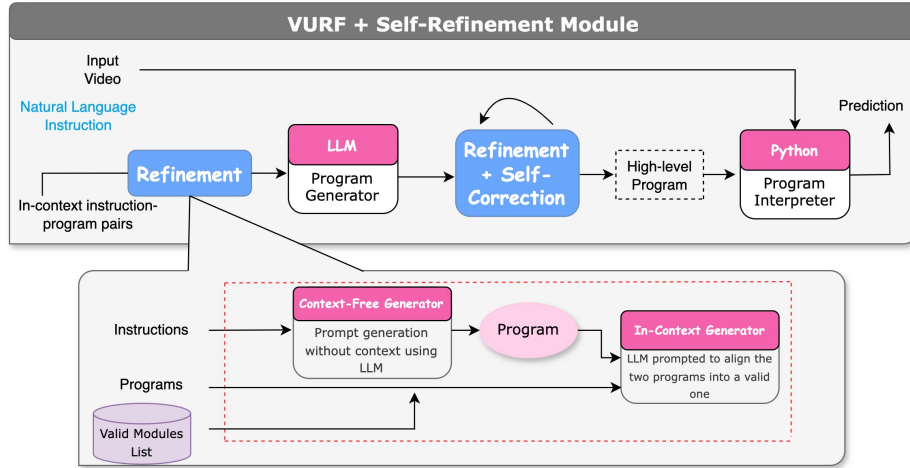 VURF + Self-Refinement Module
Input
Video
Natural Language
Instruction
In-context instruction-
program pairs
Refinement
LLM
Program
Generator
Refinement
+ Self-
Correction
High-level
Program
Python
Program
Interpreter
Prediction
Instructions
Programs
Valid Modules
List
Context-Free Generator
Prompt generation
without context using
LLM
Program
In-Context Generator
LLM prompted to align the
two programs into a valid
one